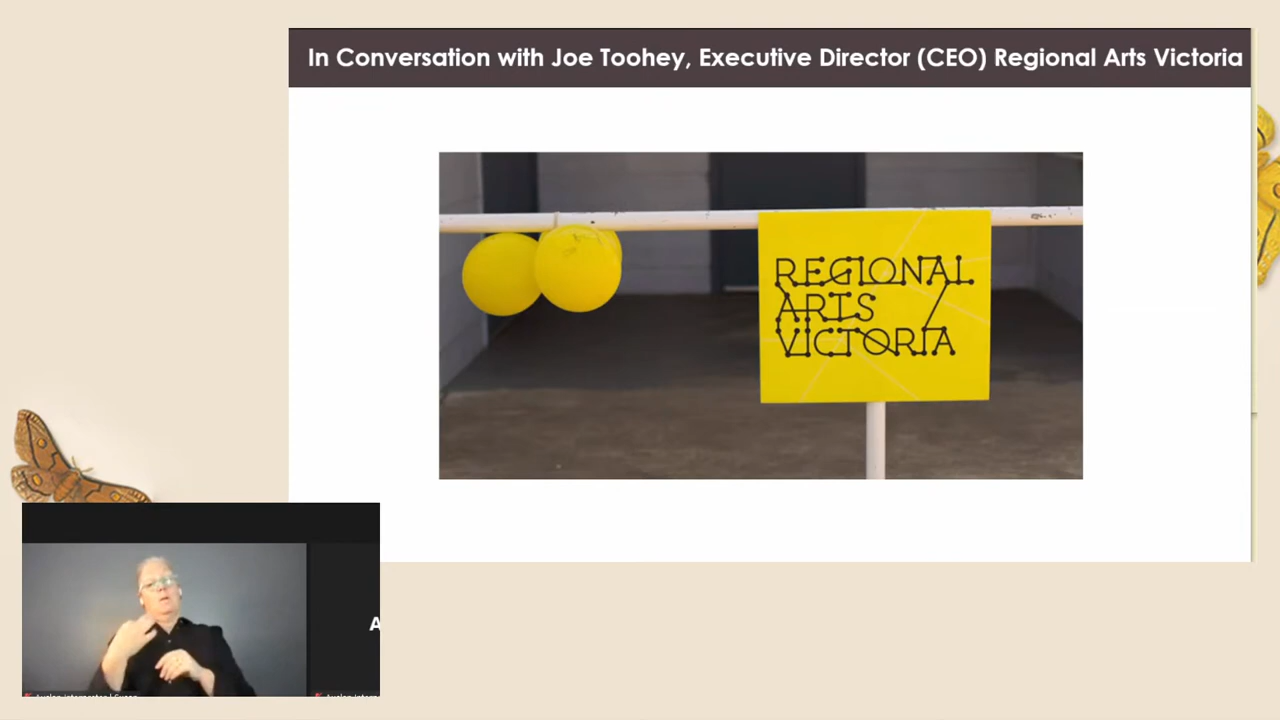 In Conversation with Joe Toohey, Executive Director (CEO) Regional Arts Victoria
REGIONAL
ARTS
VICTORIA
A